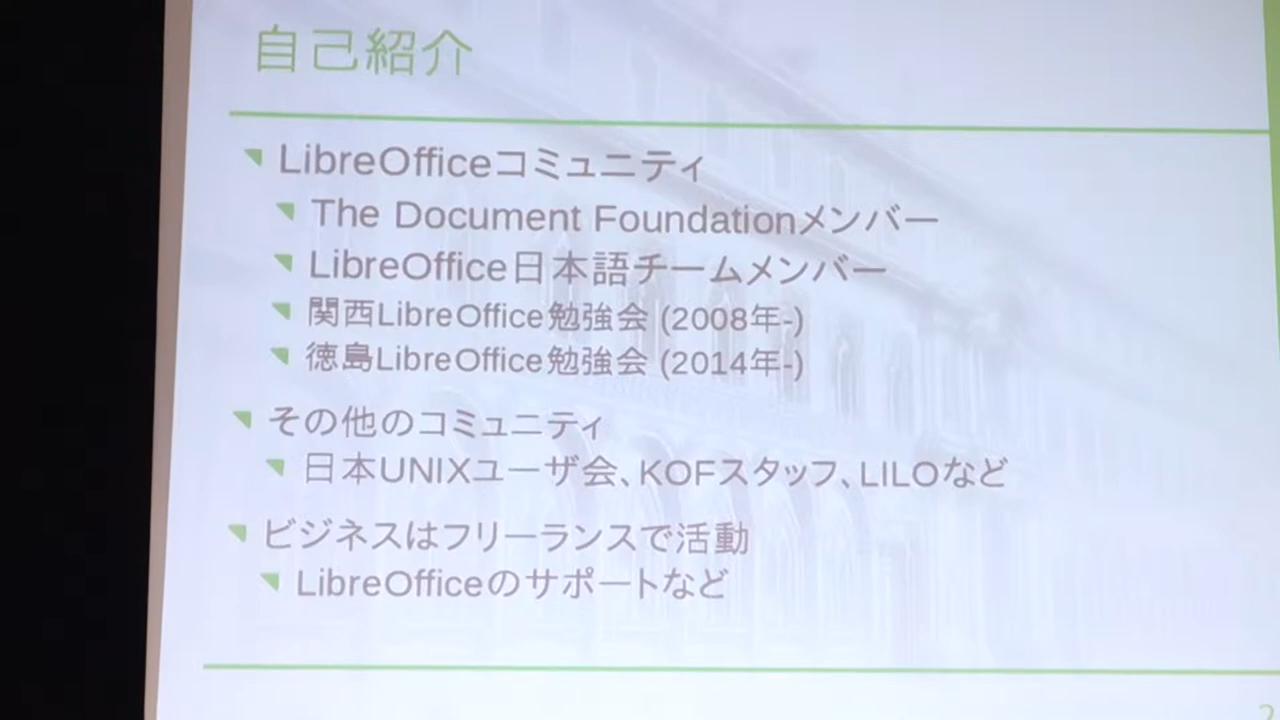 自己紹介
LibreOfficeコミュニティ
The Document Foundationメンバー
LibreOffice日本語チームメンバー
関西LibreOffice勉強会 (2008年-)
徳島LibreOffice勉強会 (2014年-)
その他のコミュニティ
日本UNIXユーザ会、KOFスタッフ、LILOなど
ビジネスはフリーランスで活動
LibreOfficeのサポートなど
2